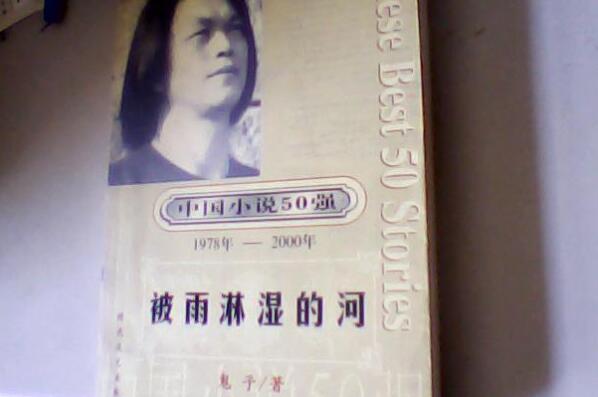 ese Best 50 Stories
中国小说50强
1978年 — 2000年
被雨淋湿的河
鬼子/著